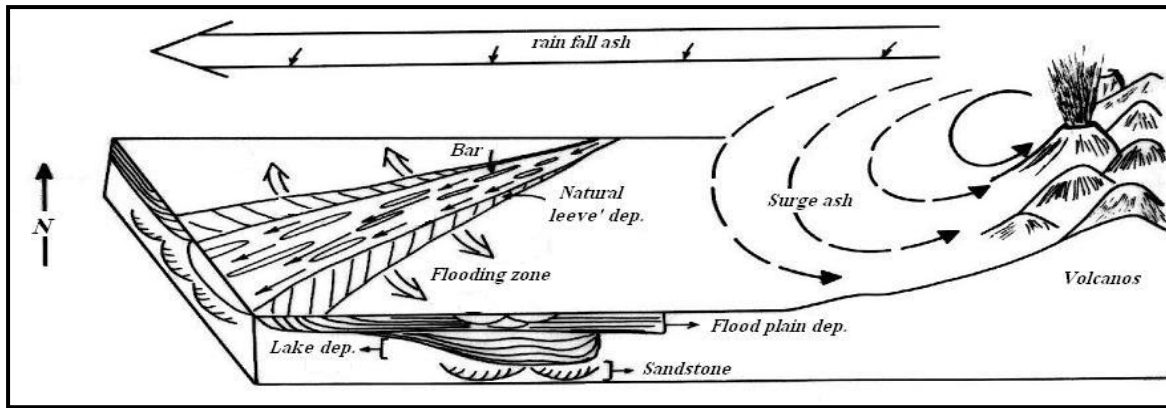 rain fall ash
Bar
Natural
leeve' dep.
N
Surge ash
Flooding zone
Volcanos
Flood plain dep.
Lake dep.
Sandstone